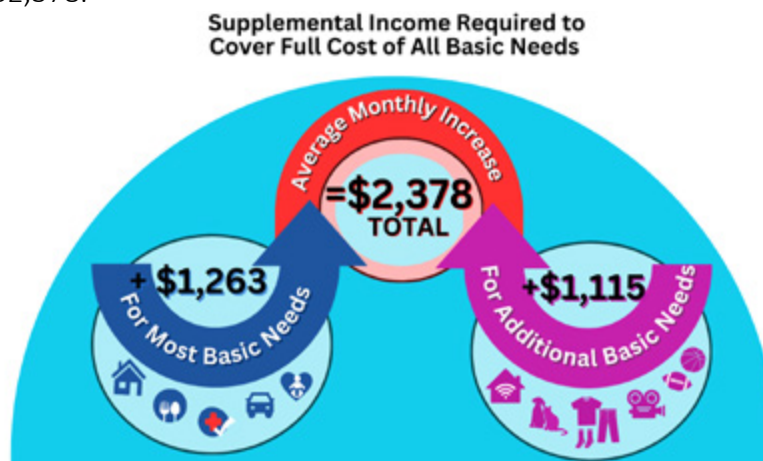 Supplemental Income Required to
Cover Full Cost of All Basic Needs
Average Monthly Increase
=$2,378
TOTAL
+ $1,263
For Most Basic Needs
+$1,115
For Additional Basic Needs